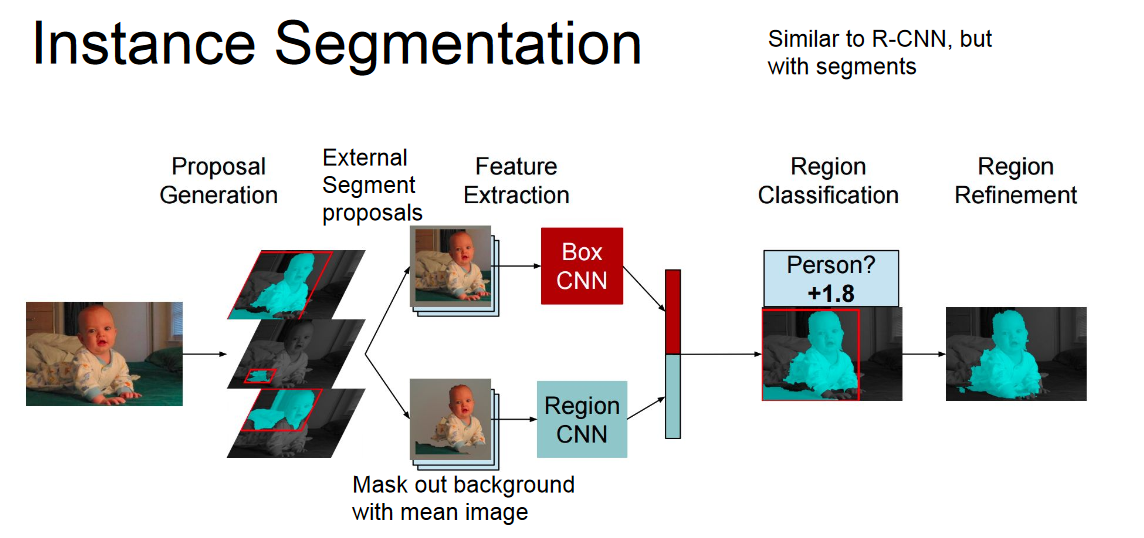 Instance Segmentation
Similar to R-CNN, but
with segments
Proposal
Generation
External
Segment
proposals
Feature
Extraction
Region
Classification
Region
Refinement
Box
CNN
Person?
+1.8
Region
CNN
Mask out background
with mean image